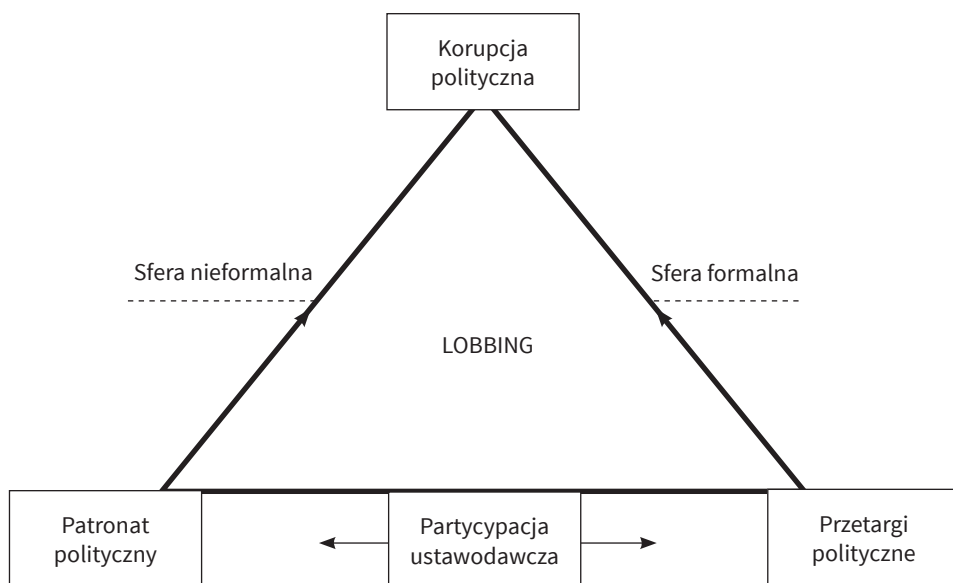 Korupcja
polityczna
Sfera nieformalna
Sfera formalna
LOBBING
Patronat
polityczny
Partycypacja
ustawodawcza
Przetargi
polityczne